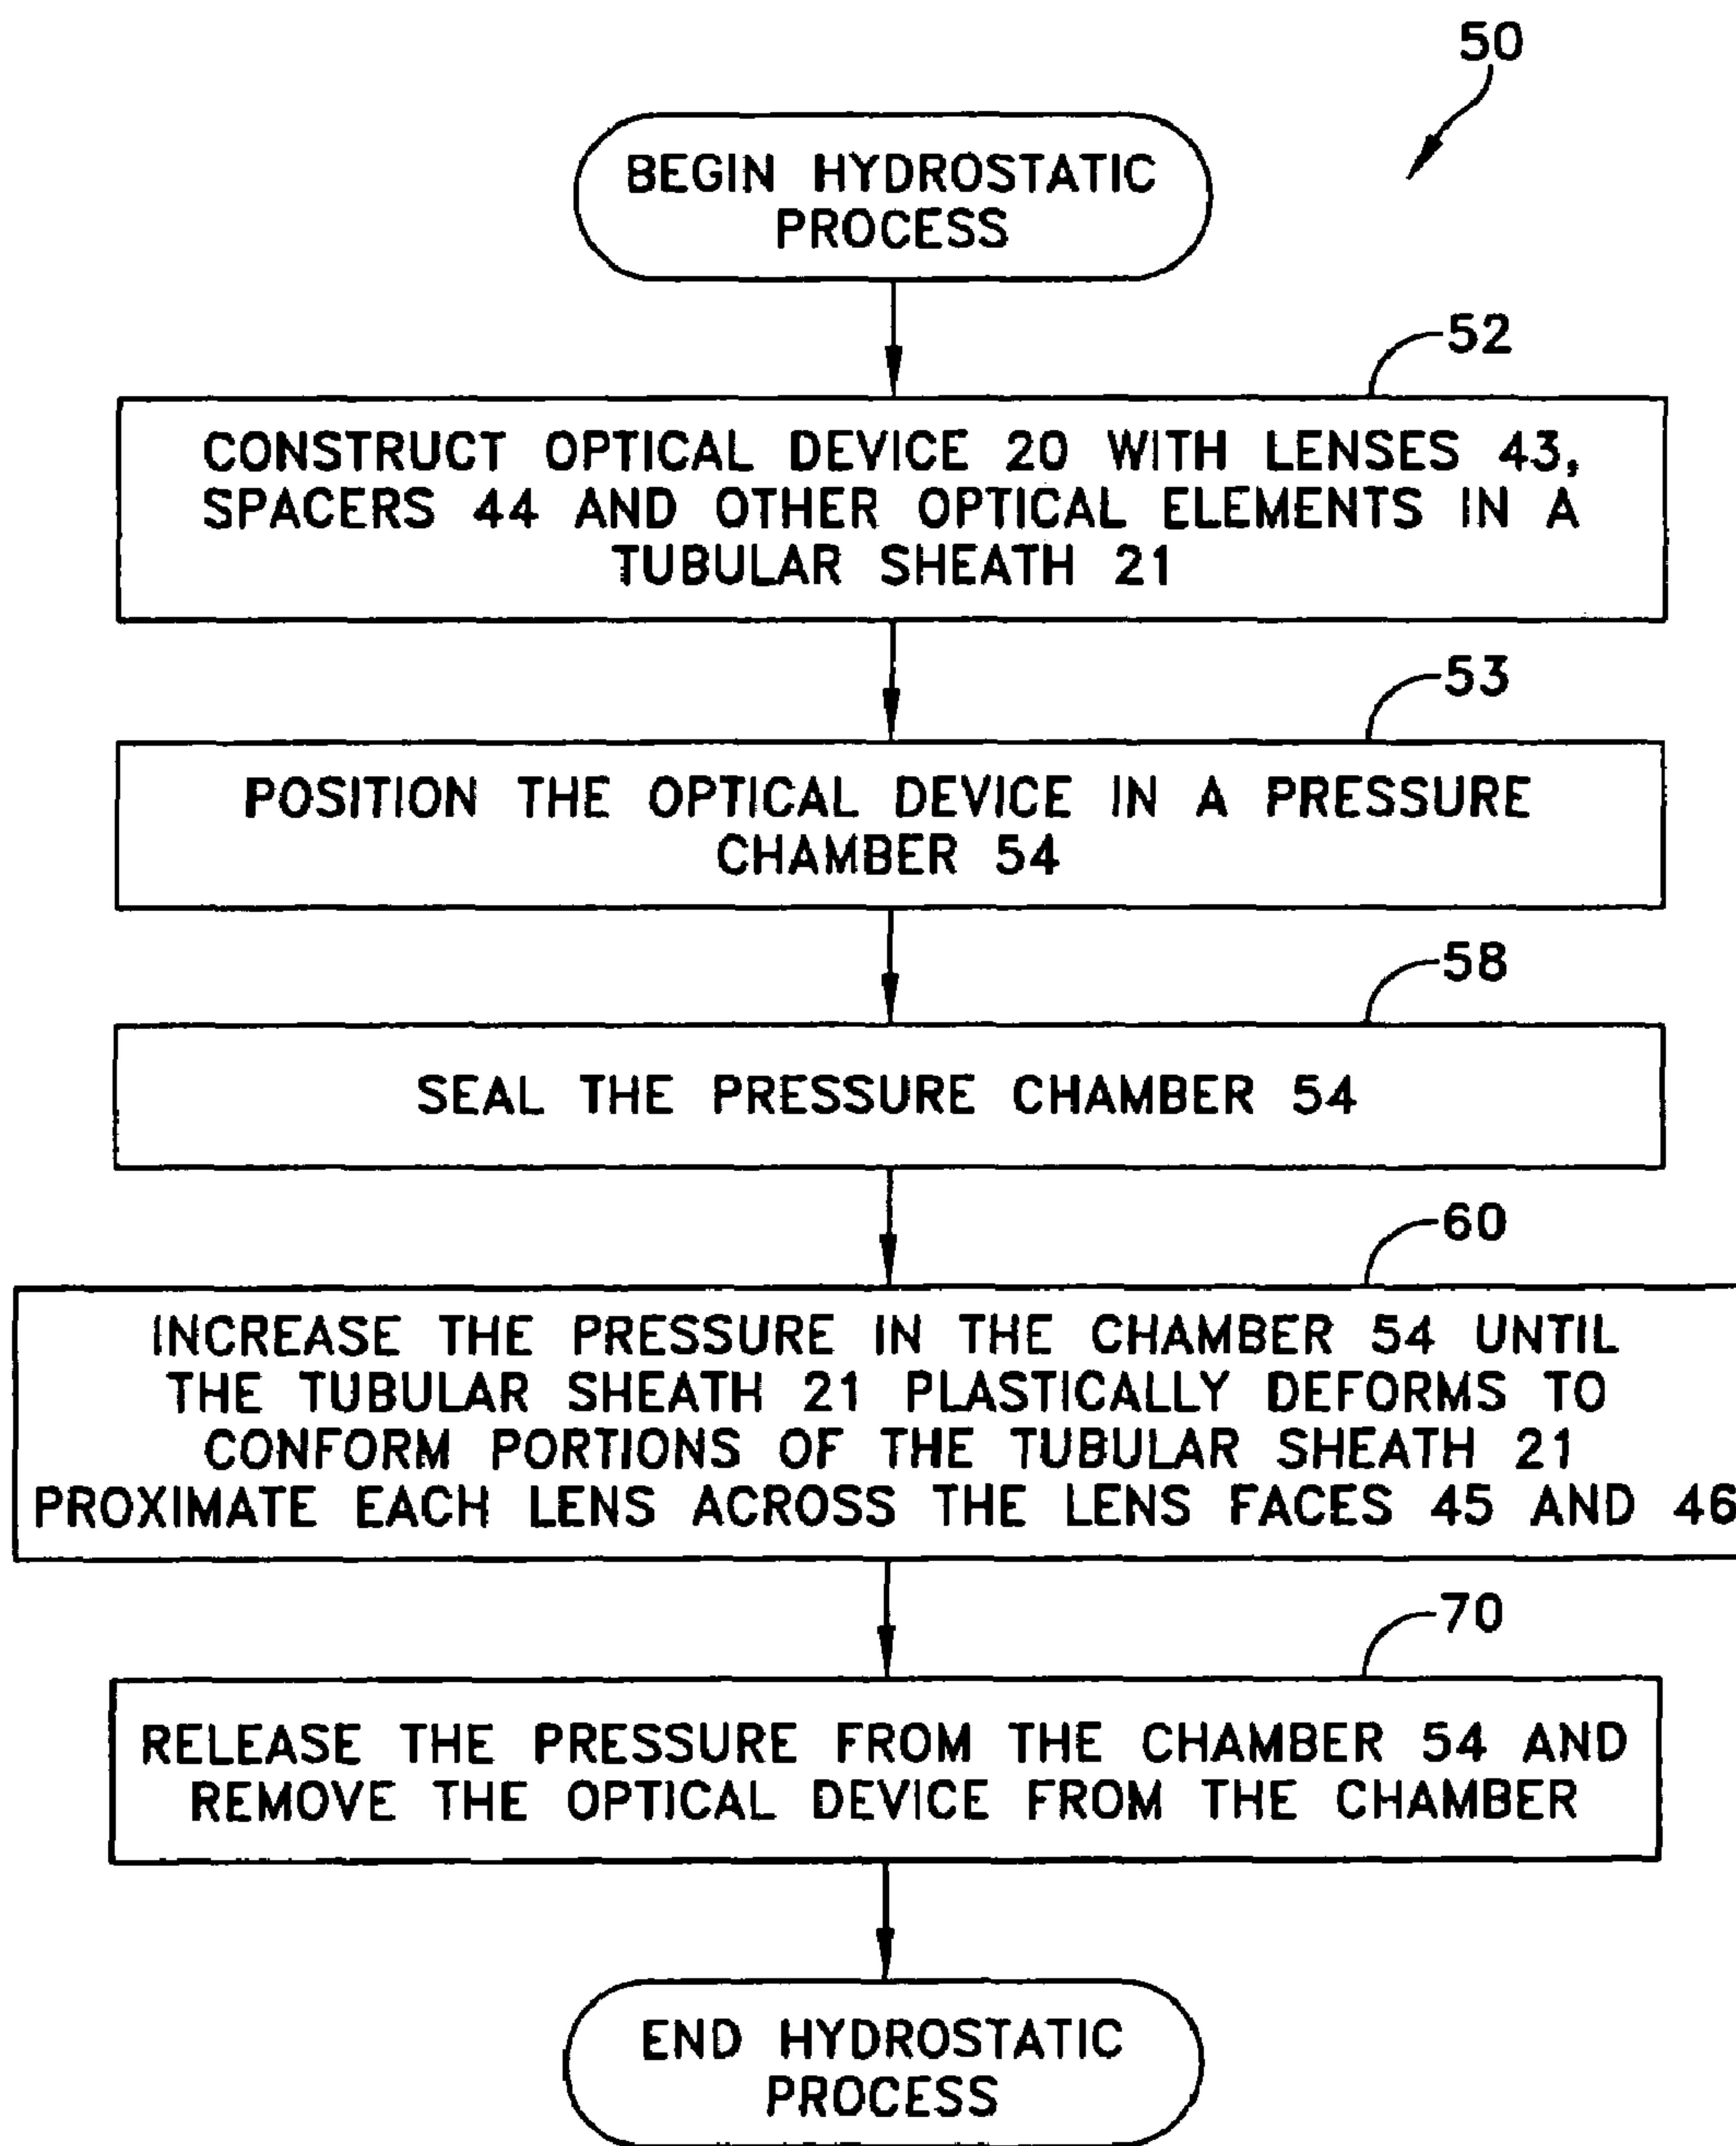 50
BEGIN HYDROSTATIC
PROCESS
52
CONSTRUCT OPTICAL DEVICE 20 WITH LENSES 43,
SPACERS 44 AND OTHER OPTICAL ELEMENTS IN A
TUBULAR SHEATH 21
53
POSITION THE OPTICAL DEVICE IN A PRESSURE
CHAMBER 54
58
SEAL THE PRESSURE CHAMBER 54
60
INCREASE THE PRESSURE IN THE CHAMBER 54 UNTIL
THE TUBULAR SHEATH 21 PLASTICALLY DEFORMS TO
CONFORM PORTIONS OF THE TUBULAR SHEATH 21
PROXIMATE EACH LENS ACROSS THE LENS FACES 45 AND 46
70
RELEASE THE PRESSURE FROM THE CHAMBER 54 AND
REMOVE THE OPTICAL DEVICE FROM THE CHAMBER
END HYDROSTATIC
PROCESS